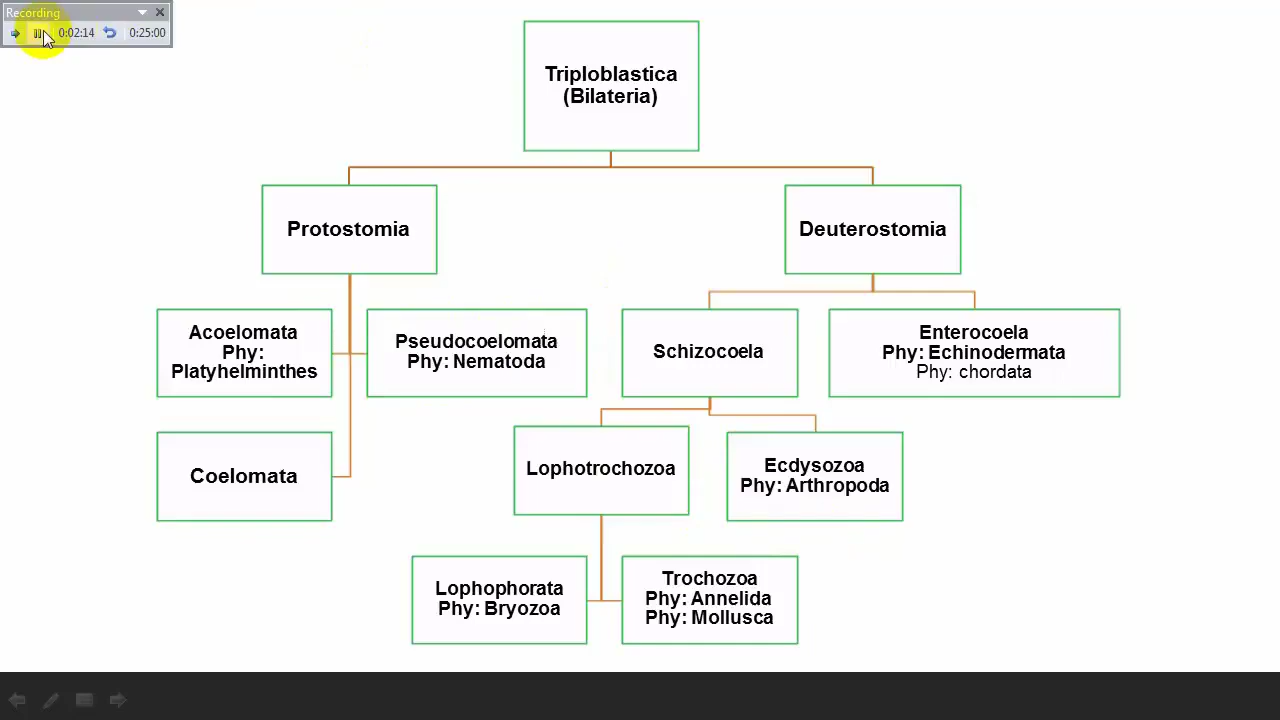 Recording
0:02:14 0:25:00
Triploblastica
(Bilateria)
Protostomia
Deuterostomia
Acoelomata
Phy:
Platyhelminthes
Pseudocoelomata
Phy: Nematoda
Schizocoela
Enterocoela
Phy: Echinodermata
Phy: chordata
Coelomata
Lophotrochozoa
Ecdysozoa
Phy: Arthropoda
Lophophorata
Phy: Bryozoa
Trochozoa
Phy: Annelida
Phy: Mollusca